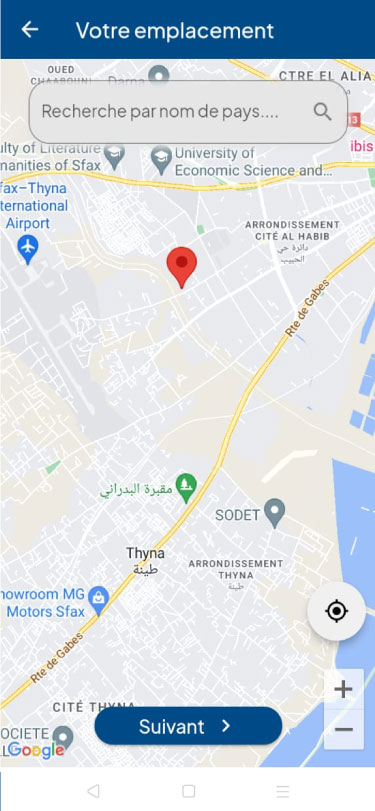 Votre emplacement
OUED
CHAABOUNI
Darna
CTRE EL ALIA
Recherche par nom de pays....
13
ulty of Literature
manities of Sfax
University of
Economic Science and...
ibis
fax–Thyna
ternational
Airport
ARRONDISSEMENT
CITÉ AL HABIB
دائرة حي
الحبيب
Rte de Gabes
مقبرة البدراني
SODET
Thyna
طينة
ARRONDISSEMENT
THYNA
طينة
howroom MG
Motors Sfax
Rte de Gabes
CITÉ THYNA
OCIETE
Suivant
Google